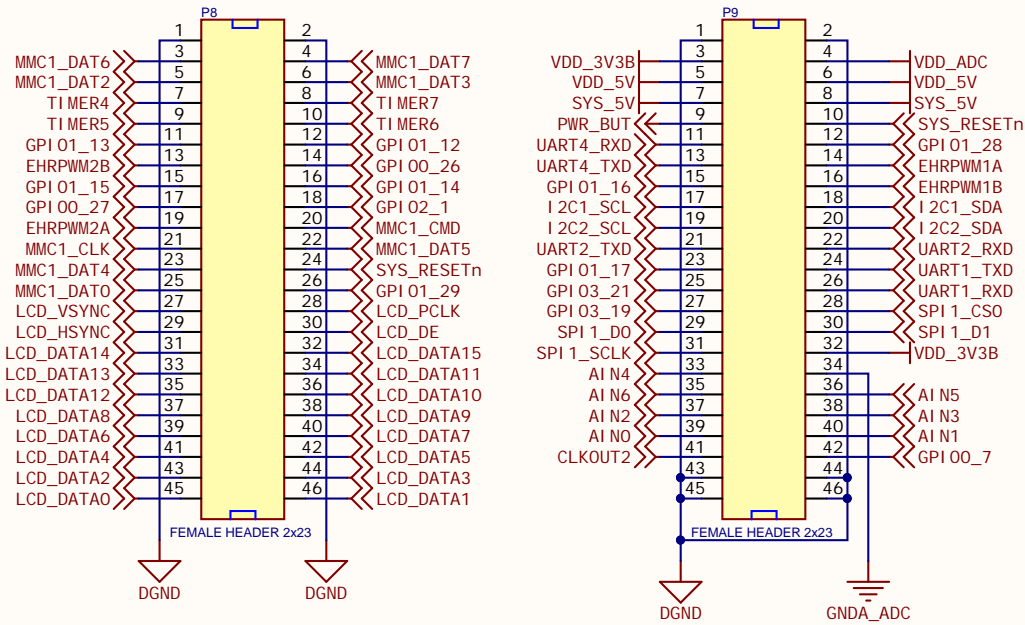 P8
1 2
MMC1_DAT6 3 4 MMC1_DAT7
MMC1_DAT2 5 6 MMC1_DAT3
TIMER4 7 8 TIMER7
TIMER5 9 10 TIMER6
GPIO1_13 11 12 GPIO1_12
EHRPWM2B 13 14 GPIO0_26
GPIO1_15 15 16 GPIO1_14
GPIO0_27 17 18 GPIO2_1
EHRPWM2A 19 20 MMC1_CMD
MMC1_CLK 21 22 MMC1_DAT5
MMC1_DAT4 23 24 SYS_RESETn
MMC1_DAT0 25 26 GPIO1_29
LCD_VSYNC 27 28 LCD_PCLK
LCD_HSYNC 29 30 LCD_DE
LCD_DATA14 31 32 LCD_DATA15
LCD_DATA13 33 34 LCD_DATA11
LCD_DATA12 35 36 LCD_DATA10
LCD_DATA8 37 38 LCD_DATA9
LCD_DATA6 39 40 LCD_DATA7
LCD_DATA4 41 42 LCD_DATA5
LCD_DATA2 43 44 LCD_DATA3
LCD_DATA0 45 46 LCD_DATA1
FEMALE HEADER 2x23
DGND DGND
P9
1 2
VDD_3V3B 3 4 VDD_ADC
VDD_5V 5 6 VDD_5V
SYS_5V 7 8 SYS_5V
PWR_BUT 9 10 SYS_RESETn
UART4_RXD 11 12 GPIO1_28
UART4_TXD 13 14 EHRPWM1A
GPIO1_16 15 16 EHRPWM1B
I2C1_SCL 17 18 I2C1_SDA
I2C2_SCL 19 20 I2C2_SDA
UART2_TXD 21 22 UART2_RXD
GPIO1_17 23 24 UART1_TXD
GPIO3_21 25 26 UART1_RXD
GPIO3_19 27 28 SPI1_CS0
SPI1_D0 29 30 SPI1_D1
SPI1_SCLK 31 32 VDD_3V3B
AIN4 33 34
AIN6 35 36 AIN5
AIN2 37 38 AIN3
AIN0 39 40 AIN1
CLKOUT2 41 42 GPIO0_7
43 44
45 46
FEMALE HEADER 2x23
DGND GNDA_ADC